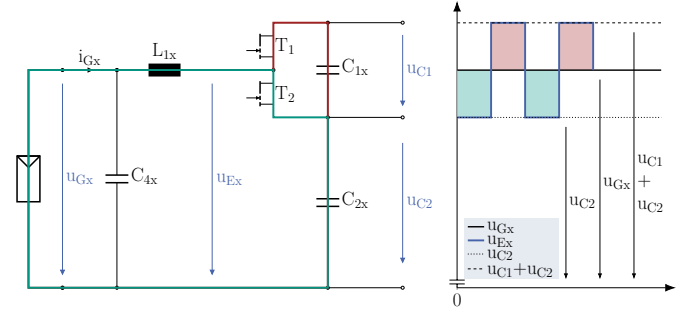 i_Gx
L_1x
T_1
T_2
C_1x
u_C1
u_Gx
C_4x
u_Ex
C_2x
u_C2
u_C2
u_Gx
u_C1
+
u_C2
u_Gx
u_Ex
u_C2
u_C1+u_C2
0